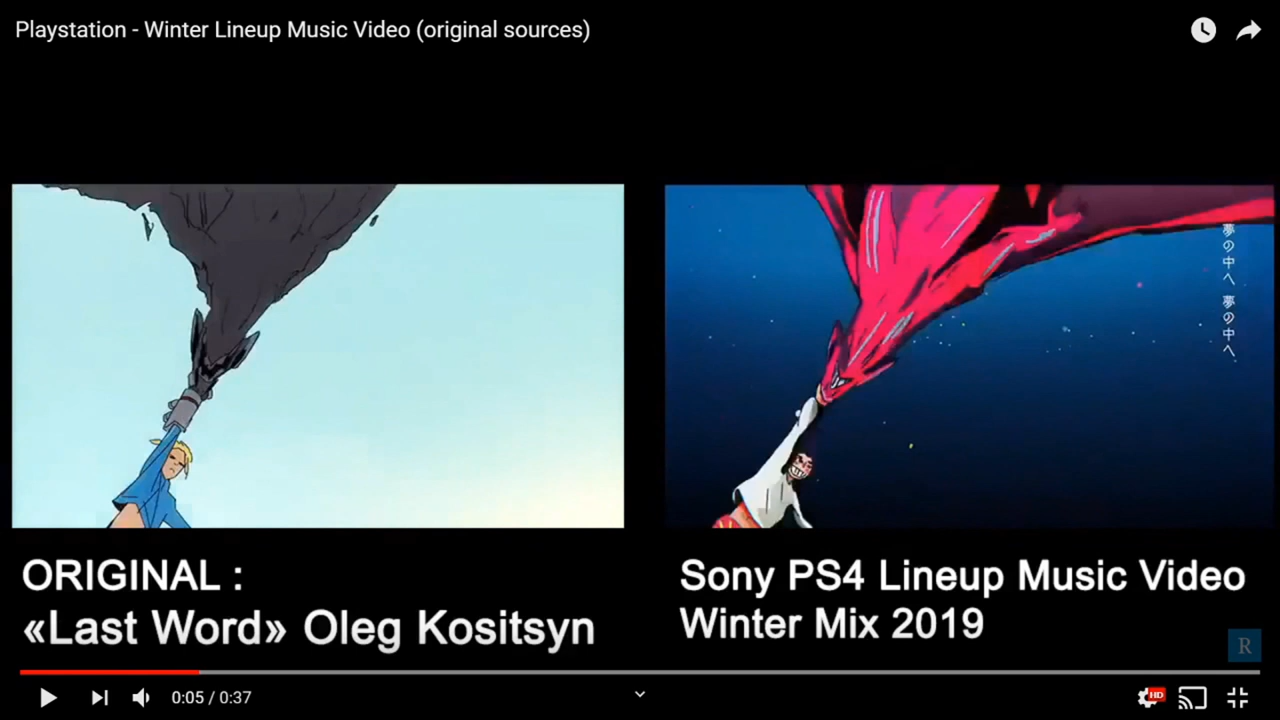 Playstation - Winter Lineup Music Video (original sources)
夢の中へ 夢の中へ
ORIGINAL :
«Last Word» Oleg Kositsyn
Sony PS4 Lineup Music Video
Winter Mix 2019
R
0:05 / 0:37
HD